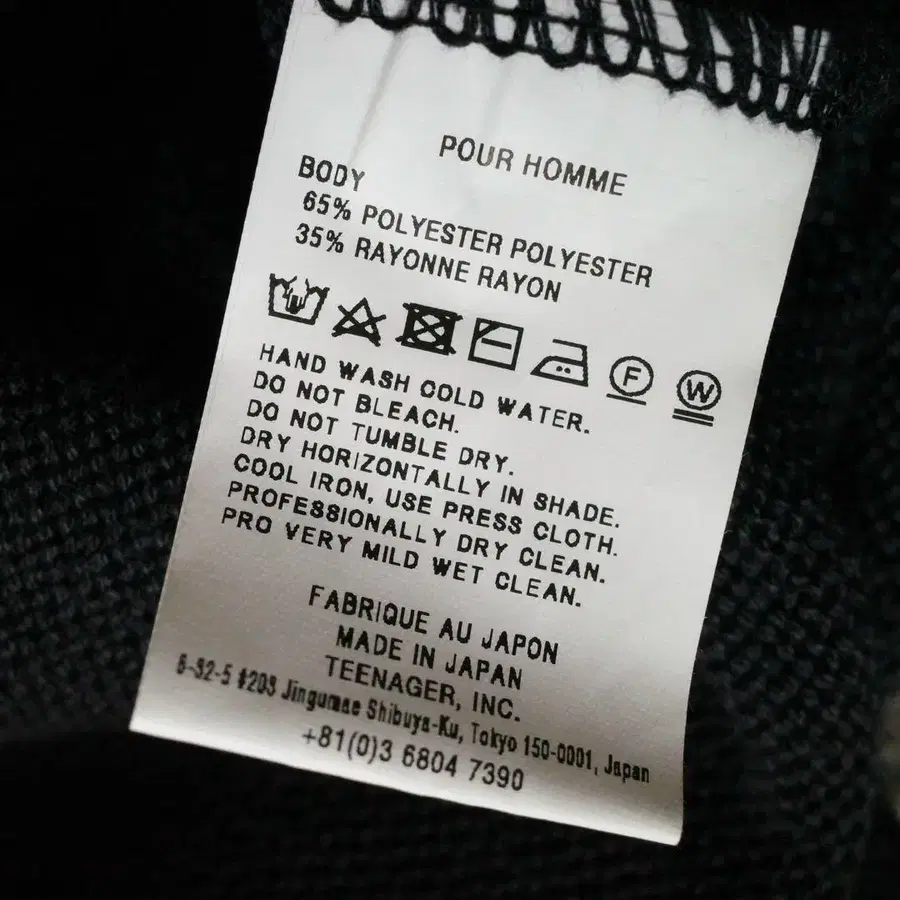 POUR HOMME
BODY
65% POLYESTER POLYESTER
35% RAYONNE RAYON
F W
HAND WASH COLD WATER.
DO NOT BLEACH.
DO NOT TUMBLE DRY.
DRY HORIZONTALLY IN SHADE.
COOL IRON, USE PRESS CLOTH.
PROFESSIONALLY DRY CLEAN.
PRO VERY MILD WET CLEAN.
FABRIQUE AU JAPON
MADE IN JAPAN
TEENAGER, INC.
6-32-5 #203 Jingumae Shibuya-Ku, Tokyo 150-0001, Japan
+81(0)3 6804 7390